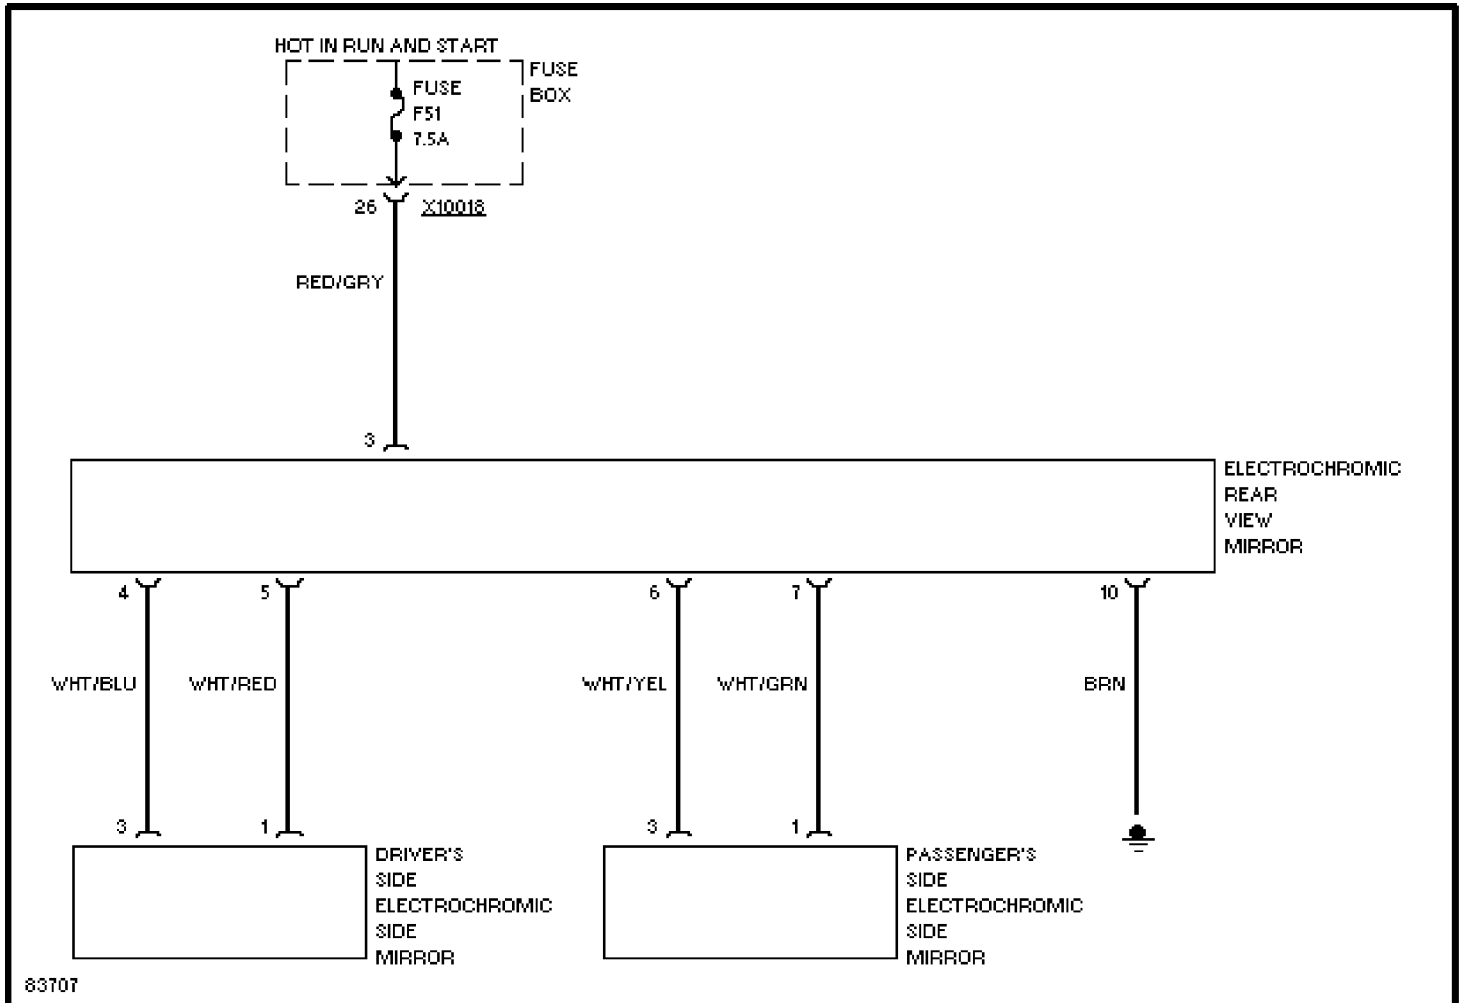 HOT IN RUN AND START
FUSE
BOX
FUSE
F51
7.5A
26
X10018
RED/GRY
3
ELECTROCHROMIC
REAR
VIEW
MIRROR
4
5
6
7
10
WHT/BLU
WHT/RED
WHT/YEL
WHT/GRN
BRN
3
1
3
1
DRIVER'S
SIDE
ELECTROCHROMIC
SIDE
MIRROR
PASSENGER'S
SIDE
ELECTROCHROMIC
SIDE
MIRROR
83707